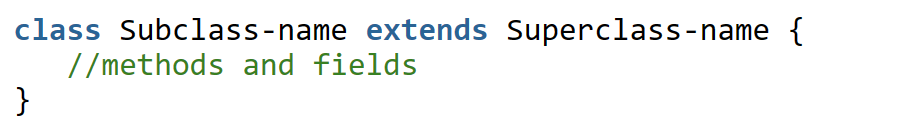 class Subclass-name extends Superclass-name {
//methods and fields
}